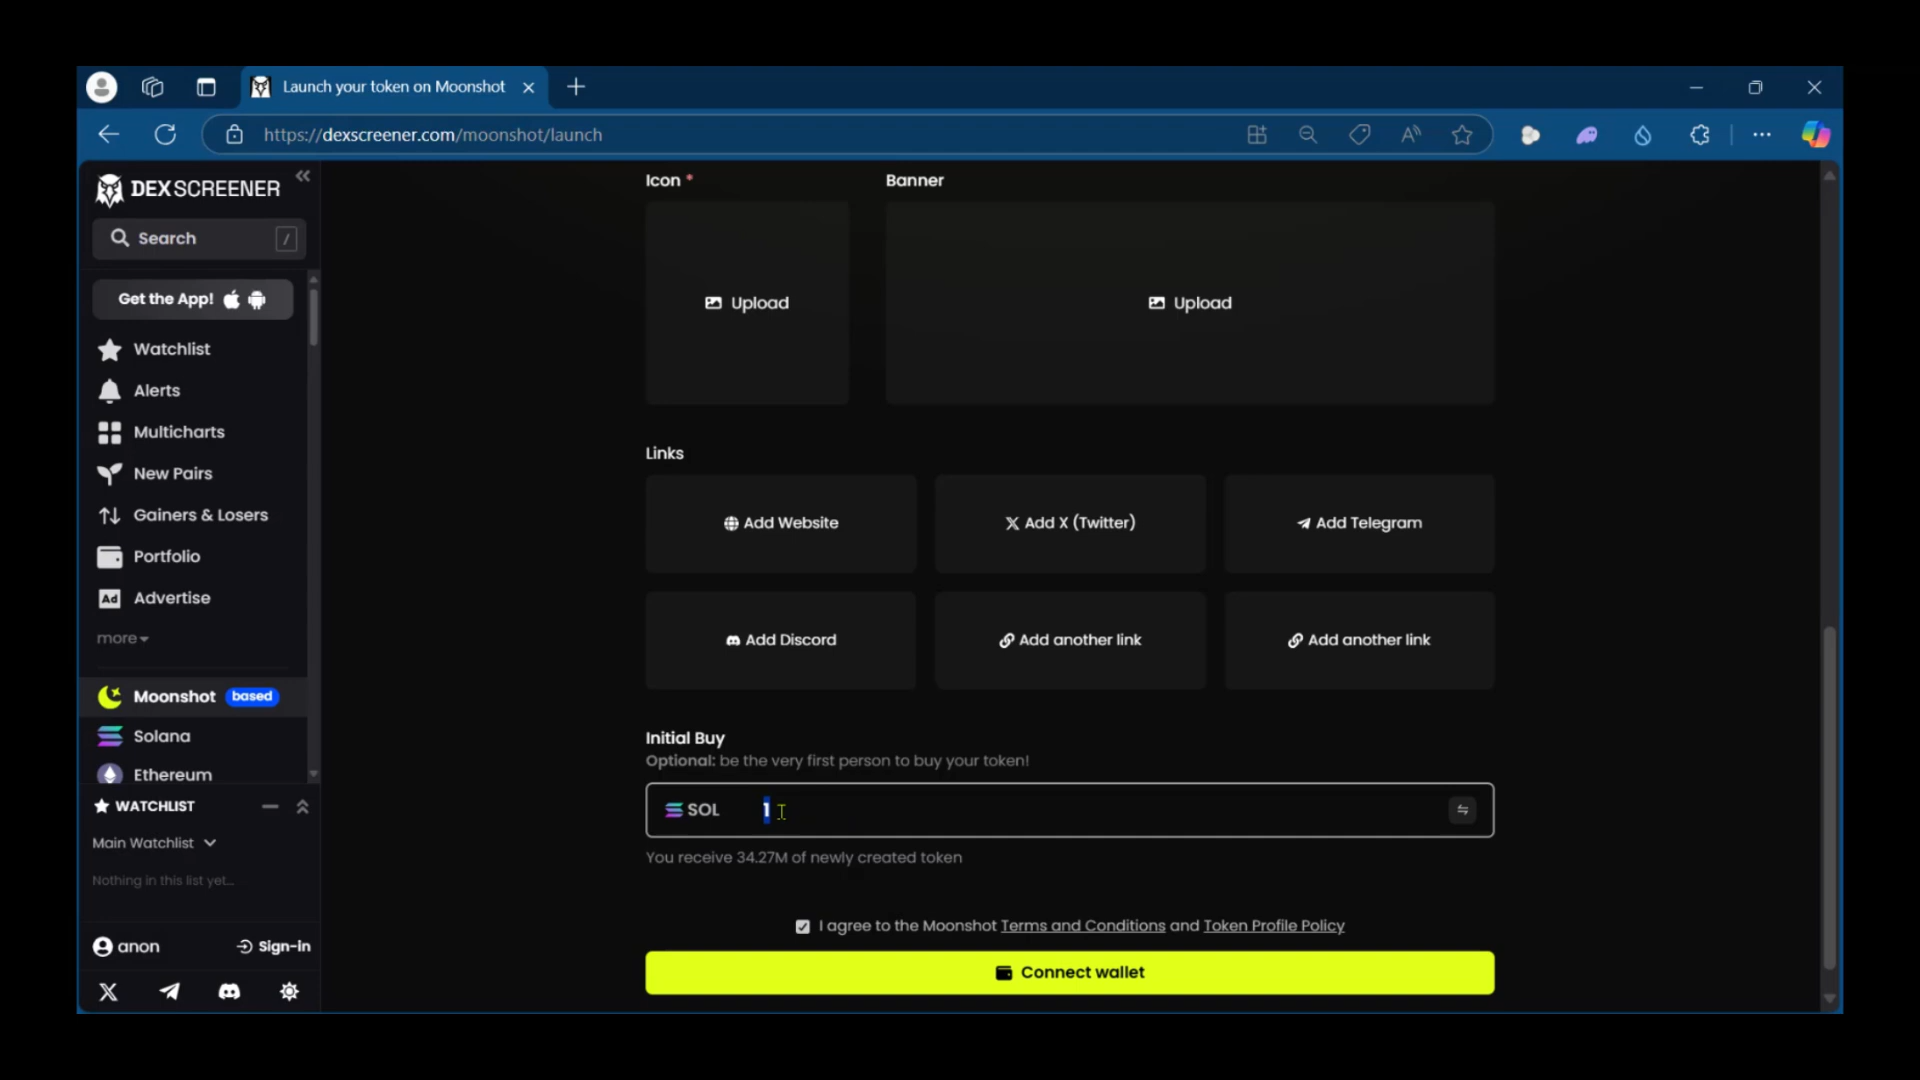 Launch your token on Moonshot
https://dexscreener.com/moonshot/launch
DEXSCREENER
Search /
Get the App!
Watchlist
Alerts
Multicharts
New Pairs
Gainers & Losers
Portfolio
Ad Advertise
more
Moonshot based
Solana
Ethereum
WATCHLIST
Main Watchlist
Nothing in this list yet...
anon Sign-in
Icon *
Banner
Upload
Upload
Links
Add Website
Add X (Twitter)
Add Telegram
Add Discord
Add another link
Add another link
Initial Buy
Optional: be the very first person to buy your token!
SOL 1
You receive 34.27M of newly created token
I agree to the Moonshot Terms and Conditions and Token Profile Policy
Connect wallet